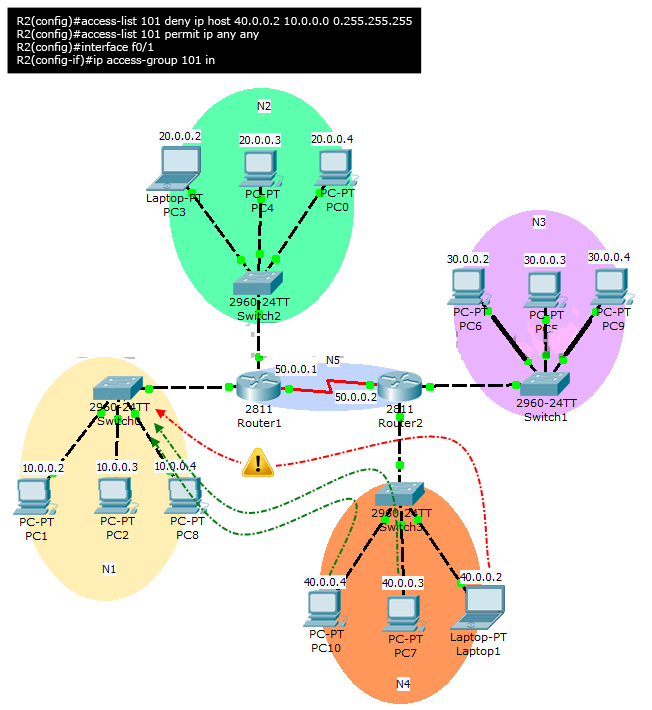 R2(config)#access-list 101 deny ip host 40.0.0.2 10.0.0.0 0.255.255.255
R2(config)#access-list 101 permit ip any any
R2(config)#interface f0/1
R2(config-if)#ip access-group 101 in
N2
20.0.0.2
20.0.0.3
20.0.0.4
Laptop-PT
PC3
PC-PT
PC4
PC-PT
PC0
2960-24TT
Switch2
N3
30.0.0.2
30.0.0.3
30.0.0.4
PC-PT
PC6
PC-PT
PC5
PC-PT
PC9
2960-24TT
Switch1
N5
50.0.0.1
50.0.0.2
2811
Router1
2811
Router2
2960-24TT
Switch0
10.0.0.2
10.0.0.3
10.0.0.4
PC-PT
PC1
PC-PT
PC2
PC-PT
PC8
N1
2960-24TT
Switch3
40.0.0.4
40.0.0.3
40.0.0.2
PC-PT
PC10
PC-PT
PC7
Laptop-PT
Laptop1
N4